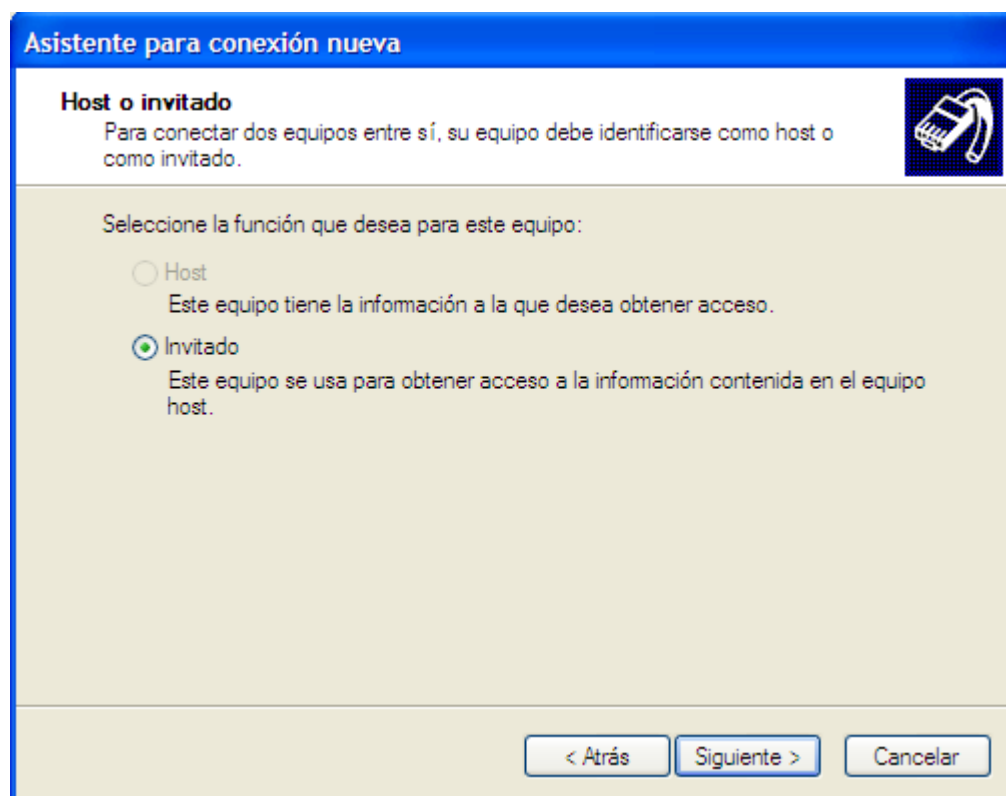 Asistente para conexión nueva
Host o invitado
Para conectar dos equipos entre sí, su equipo debe identificarse como host o
como invitado.
Seleccione la función que desea para este equipo:
Host
Este equipo tiene la información a la que desea obtener acceso.
Invitado
Este equipo se usa para obtener acceso a la información contenida en el equipo
host.
< Atrás
Siguiente >
Cancelar